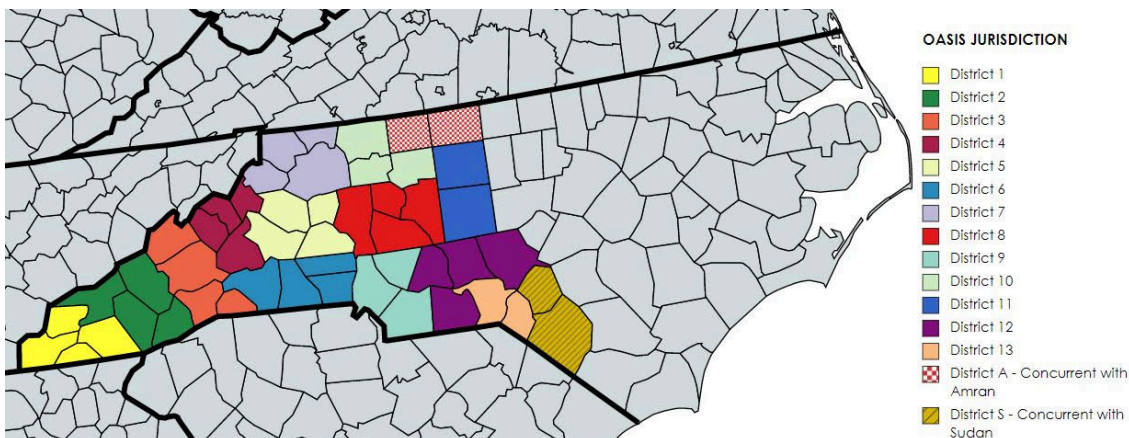 OASIS JURISDICTION
District 1
District 2
District 3
District 4
District 5
District 6
District 7
District 8
District 9
District 10
District 11
District 12
District 13
District A - Concurrent with
Amran
District S - Concurrent with
Sudan